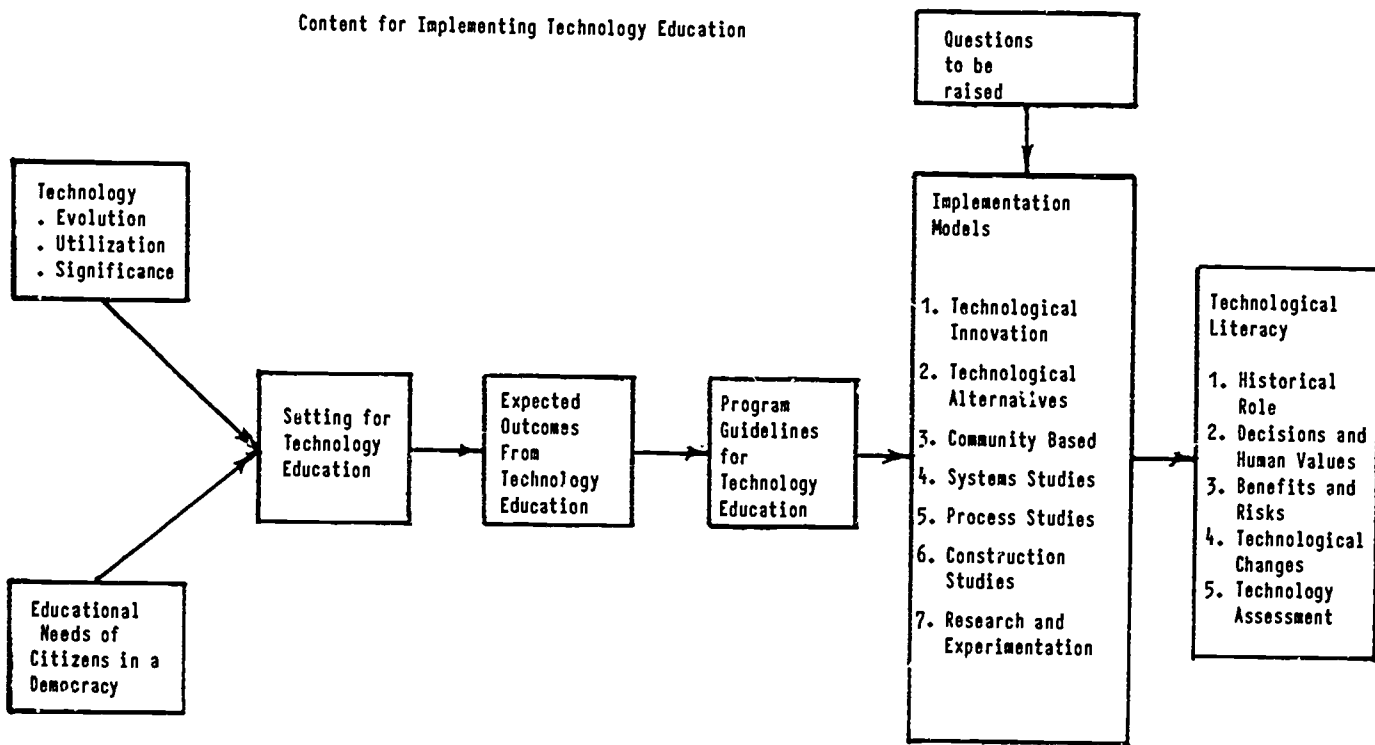 Content for Implementing Technology Education
Questions
to be
raised
Technology
. Evolution
. Utilization
. Significance
Educational
Needs of
Citizens in a
Democracy
Setting for
Technology
Education
Expected
Outcomes
From
Technology
Education
Program
Guidelines
for
Technology
Education
Implementation
Models
1. Technological
Innovation
2. Technological
Alternatives
3. Community Based
4. Systems Studies
5. Process Studies
6. Construction
Studies
7. Research and
Experimentation
Technological
Literacy
1. Historical
Role
2. Decisions and
Human Values
3. Benefits and
Risks
4. Technological
Changes
5. Technology
Assessment